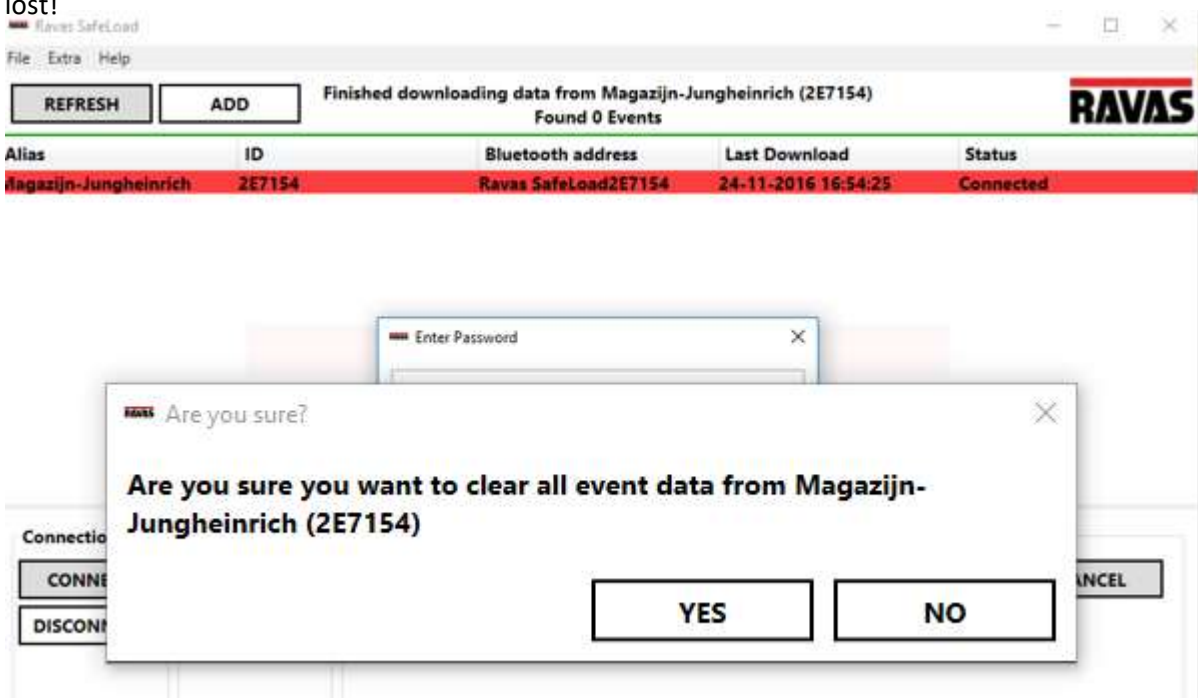 lost!
Ravas SafeLoad
File Extra Help
REFRESH ADD Finished downloading data from Magazijn-Jungheinrich (2E7154)
Found 0 Events
RAVAS
Alias ID Bluetooth address Last Download Status
Magazijn-Jungheinrich 2E7154 Ravas SafeLoad2E7154 24-11-2016 16:54:25 Connected
Enter Password
RAVAS Are you sure?
Are you sure you want to clear all event data from Magazijn-
Jungheinrich (2E7154)
YES NO
Connectio
CONNE
ANCEL
DISCONN